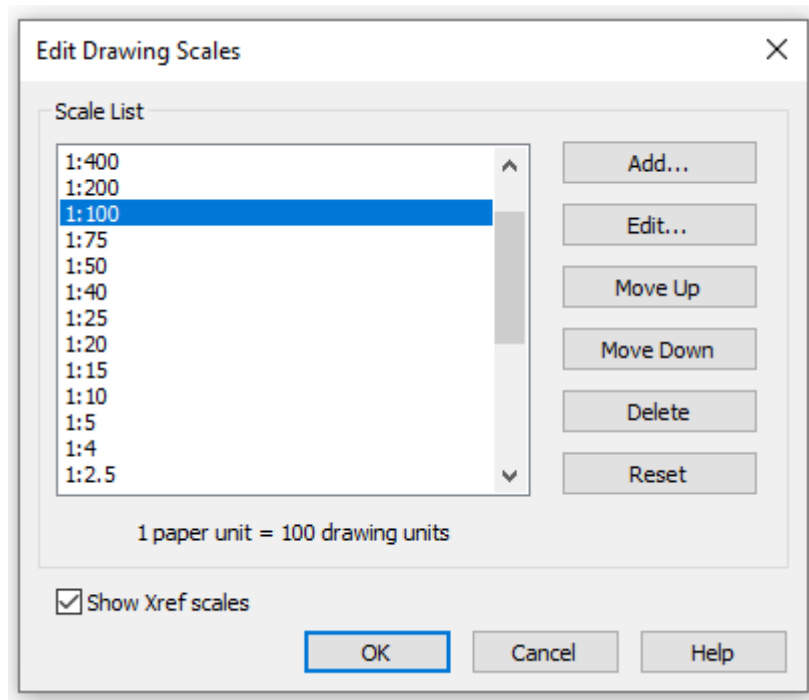 Edit Drawing Scales
Scale List
1:400
1:200
1:100
1:75
1:50
1:40
1:25
1:20
1:15
1:10
1:5
1:4
1:2.5
Add...
Edit...
Move Up
Move Down
Delete
Reset
1 paper unit = 100 drawing units
Show Xref scales
OK
Cancel
Help